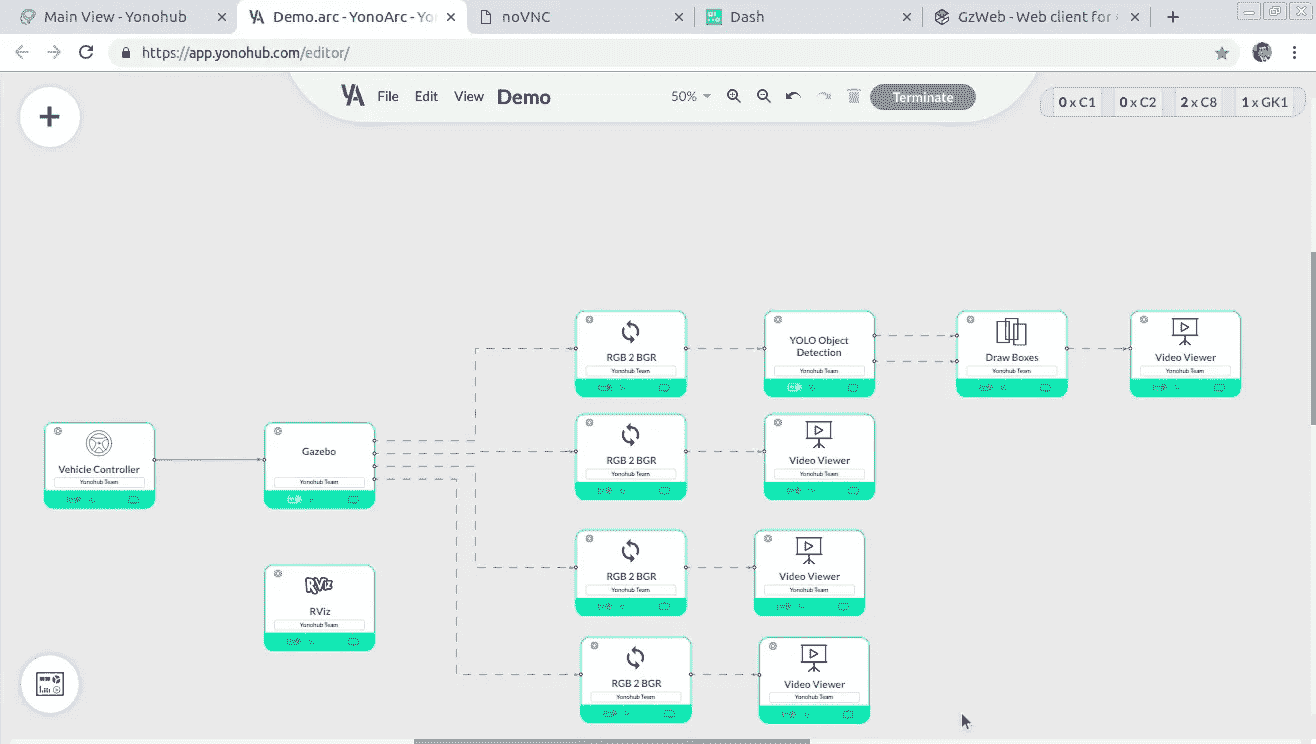 Main View - Yonohub
Demo.arc - YonoArc - Yo
noVNC
Dash
GzWeb - Web client for
https://app.yonohub.com/editor/
File Edit View Demo
50%
Terminate
0 x C1 0 x C2 2 x C8 1 x GK1
RGB 2 BGR
Yonohub Team
YOLO Object
Detection
Yonohub Team
Draw Boxes
Yonohub Team
Video Viewer
Yonohub Team
Vehicle Controller
Yonohub Team
Gazebo
Yonohub Team
RGB 2 BGR
Yonohub Team
Video Viewer
Yonohub Team
RViz
RViz
Yonohub Team
RGB 2 BGR
Yonohub Team
Video Viewer
Yonohub Team
RGB 2 BGR
Yonohub Team
Video Viewer
Yonohub Team